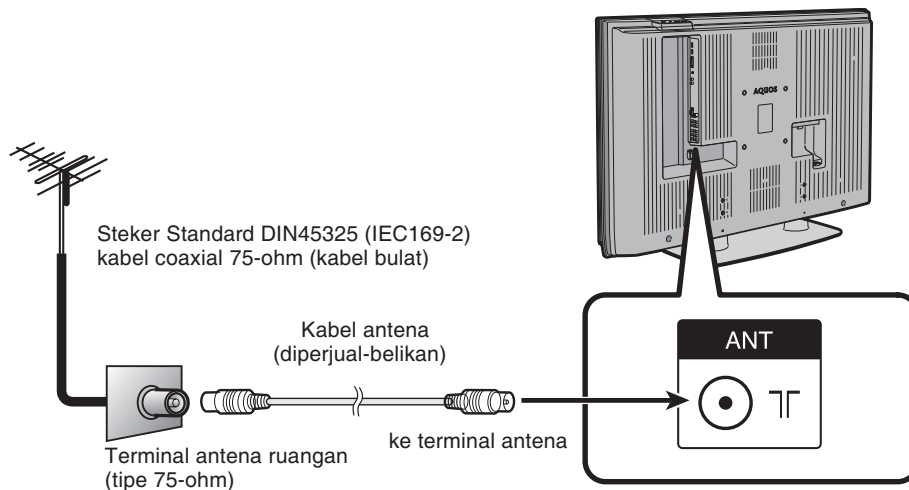 AQUOS
Steker Standard DIN45325 (IEC169-2)
kabel coaxial 75-ohm (kabel bulat)
Kabel antena
(diperjual-belikan)
ANT
ke terminal antena
Terminal antena ruangan
(tipe 75-ohm)